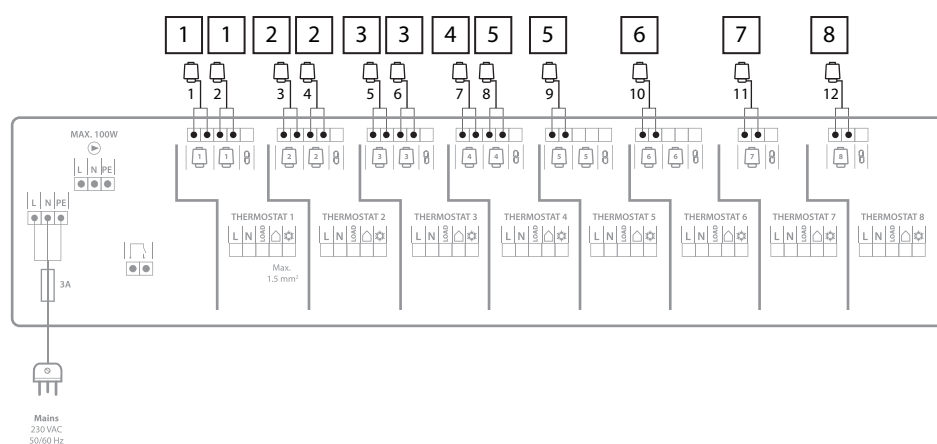 1 1 2 2 3 3 4 5 5 6 7 8
1 2 3 4 5 6 7 8 9 10 11 12
MAX. 100W
1 1 2 2 3 3 4 4 5 5 6 6 7 8
L N PE
L N PE
THERMOSTAT 1 THERMOSTAT 2 THERMOSTAT 3 THERMOSTAT 4 THERMOSTAT 5 THERMOSTAT 6 THERMOSTAT 7 THERMOSTAT 8
L N LOAD L N LOAD L N LOAD L N LOAD L N LOAD L N LOAD L N LOAD L N LOAD
Max.
1.5 mm²
3A
Mains
230 VAC
50/60 Hz